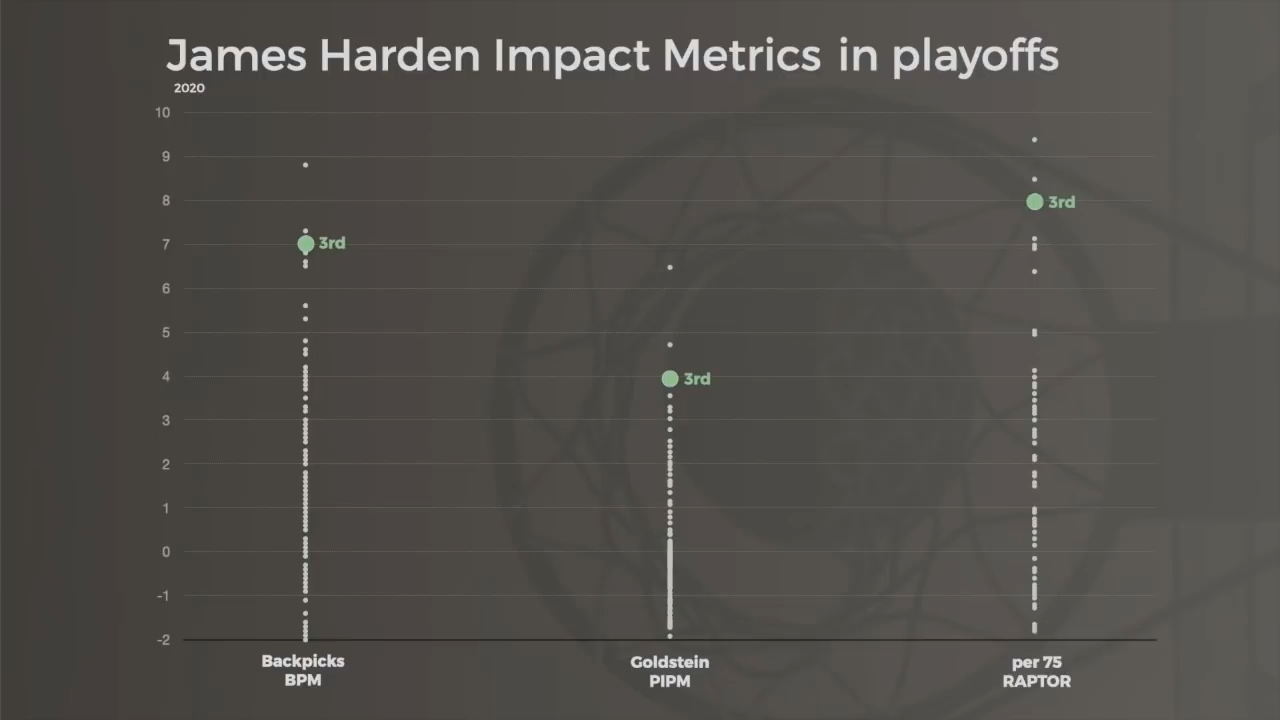 James Harden Impact Metrics in playoffs
2020
10
9
8
7
6
5
4
3
2
1
0
-1
-2
3rd
3rd
3rd
Backpicks
BPM
Goldstein
PIPM
per 75
RAPTOR